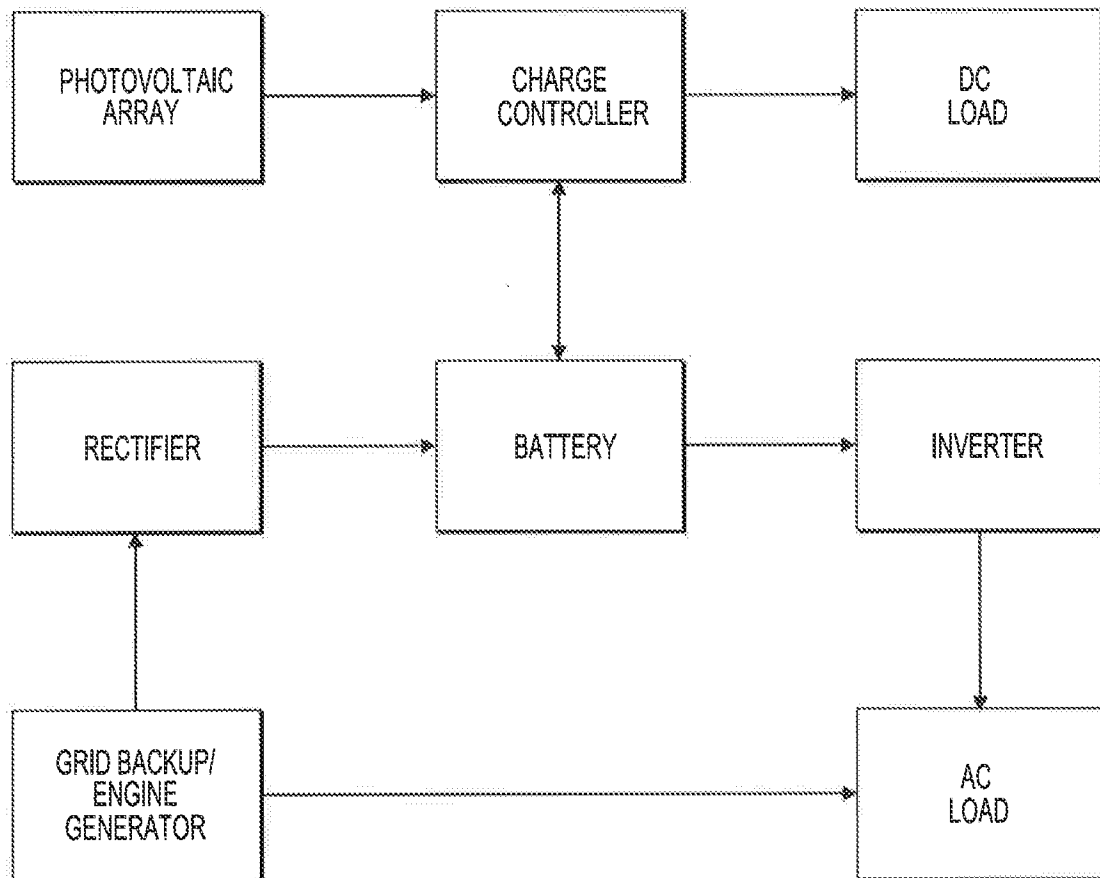 PHOTOVOLTAIC
ARRAY
CHARGE
CONTROLLER
DC
LOAD
RECTIFIER
BATTERY
INVERTER
GRID BACKUP/
ENGINE
GENERATOR
AC
LOAD